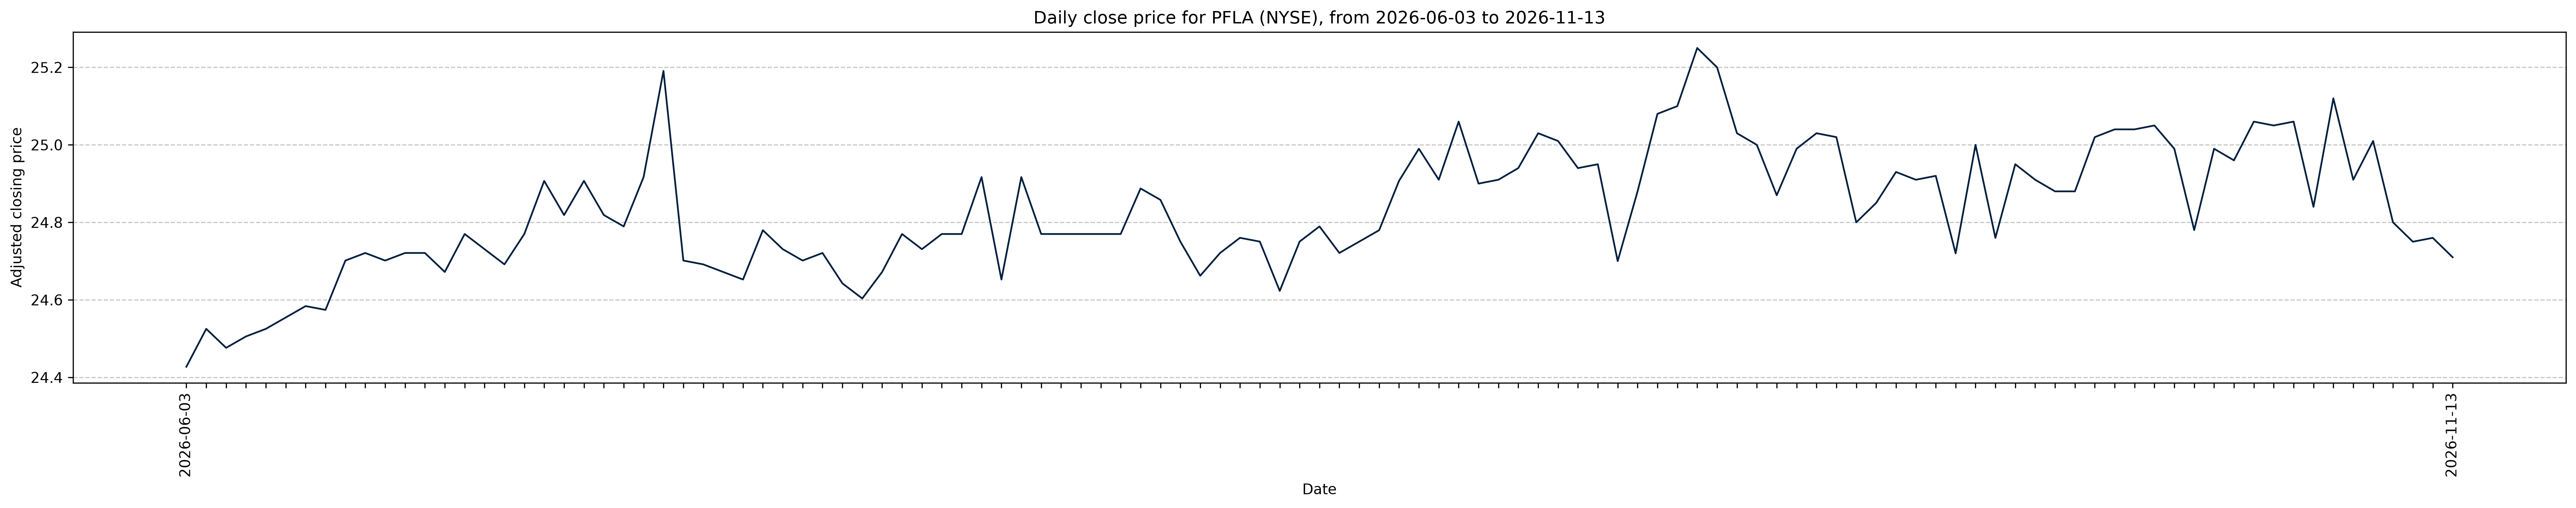 Daily close price for PFLA (NYSE), from 2026-06-03 to 2026-11-13
Adjusted closing price
25.2
25.0
24.8
24.6
24.4
2026-06-03
2026-11-13
Date